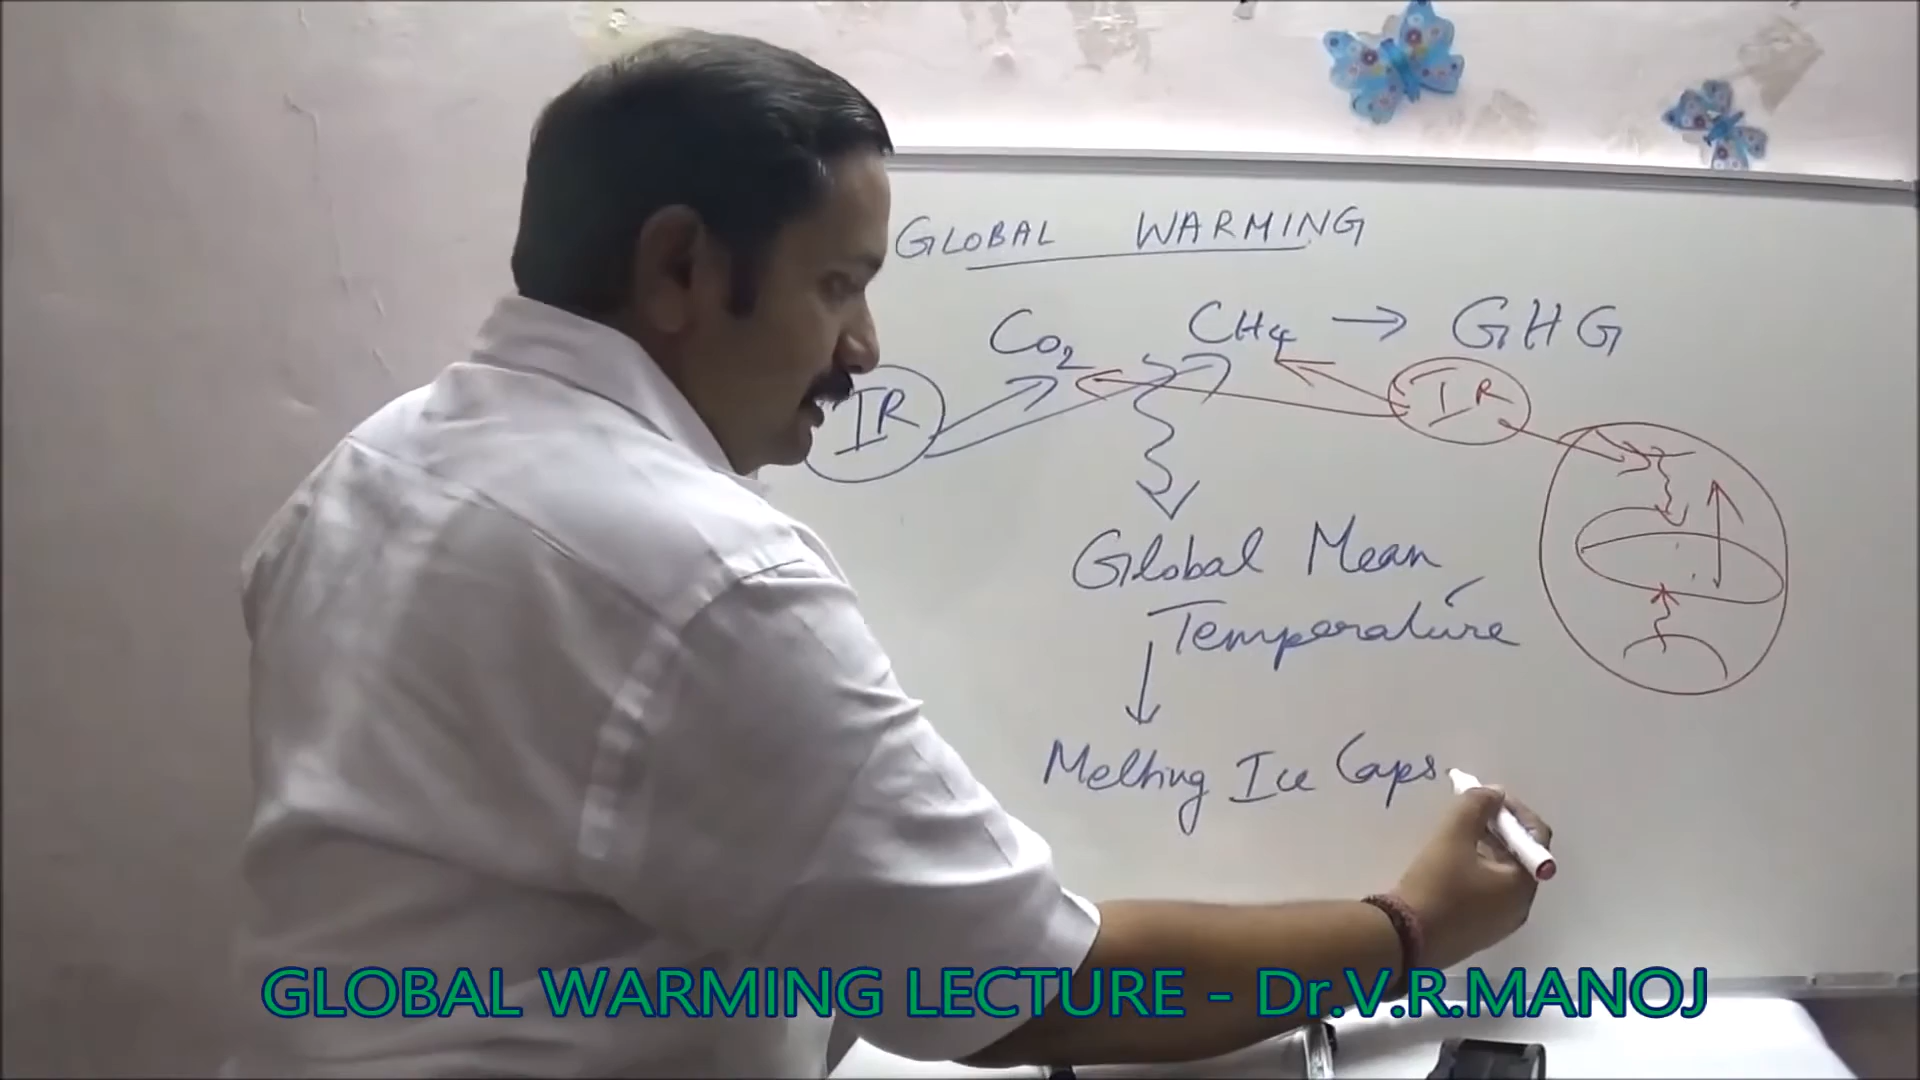 GLOBAL WARMING
CO2 CH4 → GHG
IR IR
Global Mean
Temperature
Melting Ice Caps
GLOBAL WARMING LECTURE - Dr.V.R.MANOJ